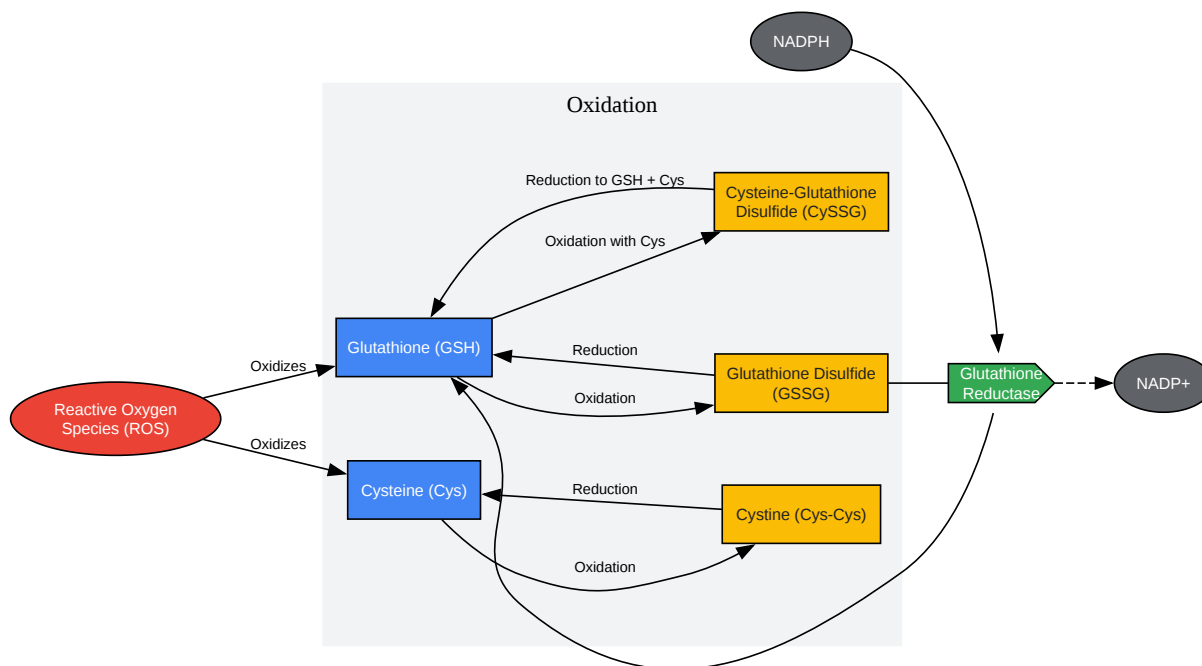 NADPH
Oxidation
Reduction to GSH + Cys
Cysteine-Glutathione
Disulfide (CySSG)
Oxidation with Cys
Glutathione (GSH)
Reduction
Oxidation
Glutathione Disulfide
(GSSG)
Glutathione
Reductase
NADP+
Oxidizes
Reactive Oxygen
Species (ROS)
Oxidizes
Cysteine (Cys)
Reduction
Cystine (Cys-Cys)
Oxidation